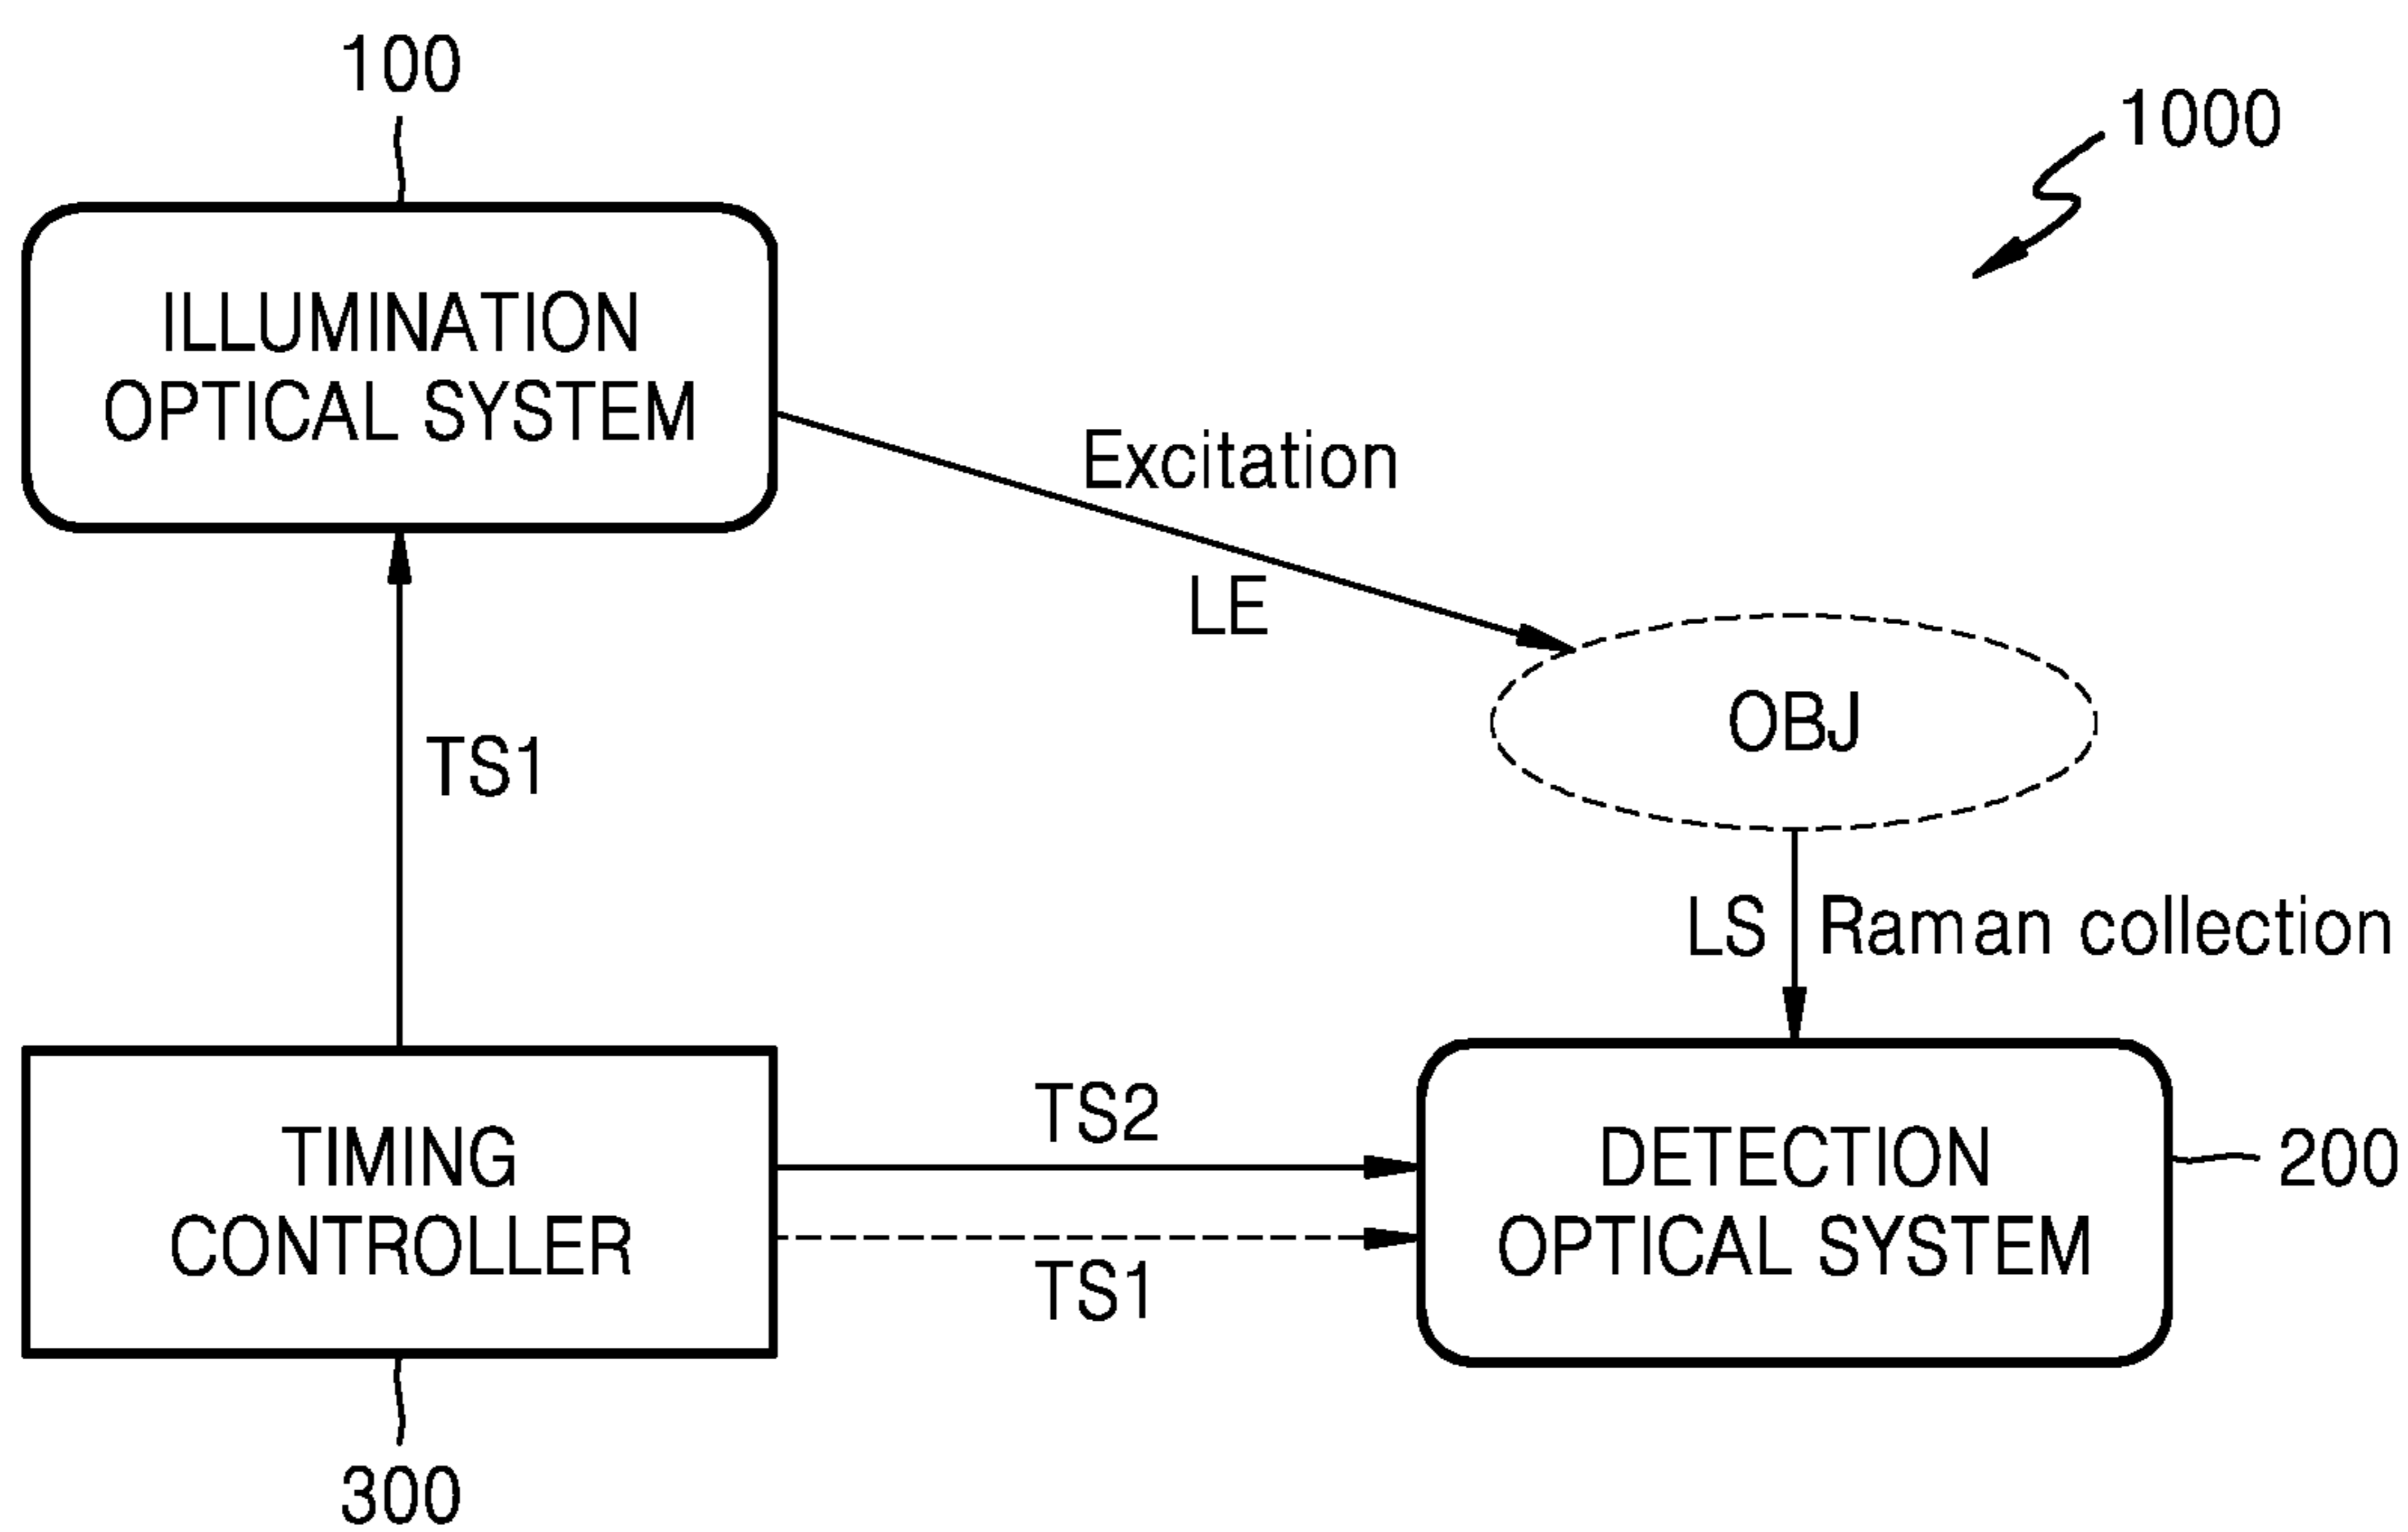 100
1000
ILLUMINATION
OPTICAL SYSTEM
Excitation
LE
OBJ
TS1
LS
Raman collection
TIMING
CONTROLLER
TS2
TS1
DETECTION
OPTICAL SYSTEM
200
300